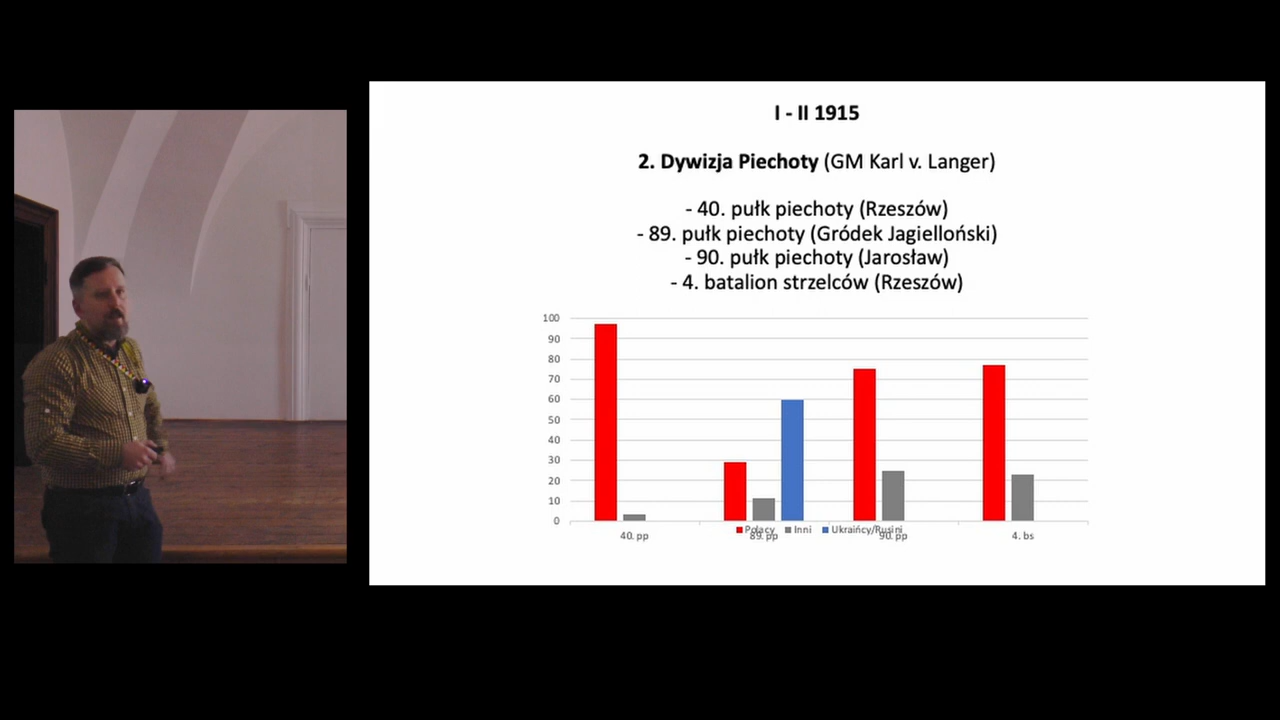 I - II 1915
2. Dywizja Piechoty (GM Karl v. Langer)
- 40. pułk piechoty (Rzeszów)
- 89. pułk piechoty (Gródek Jagielloński)
- 90. pułk piechoty (Jarosław)
- 4. batalion strzelców (Rzeszów)
100
90
80
70
60
50
40
30
20
10
0
Polacy Inni Ukraińcy/Rusini
40. pp 89. pp 90. pp 4. bs